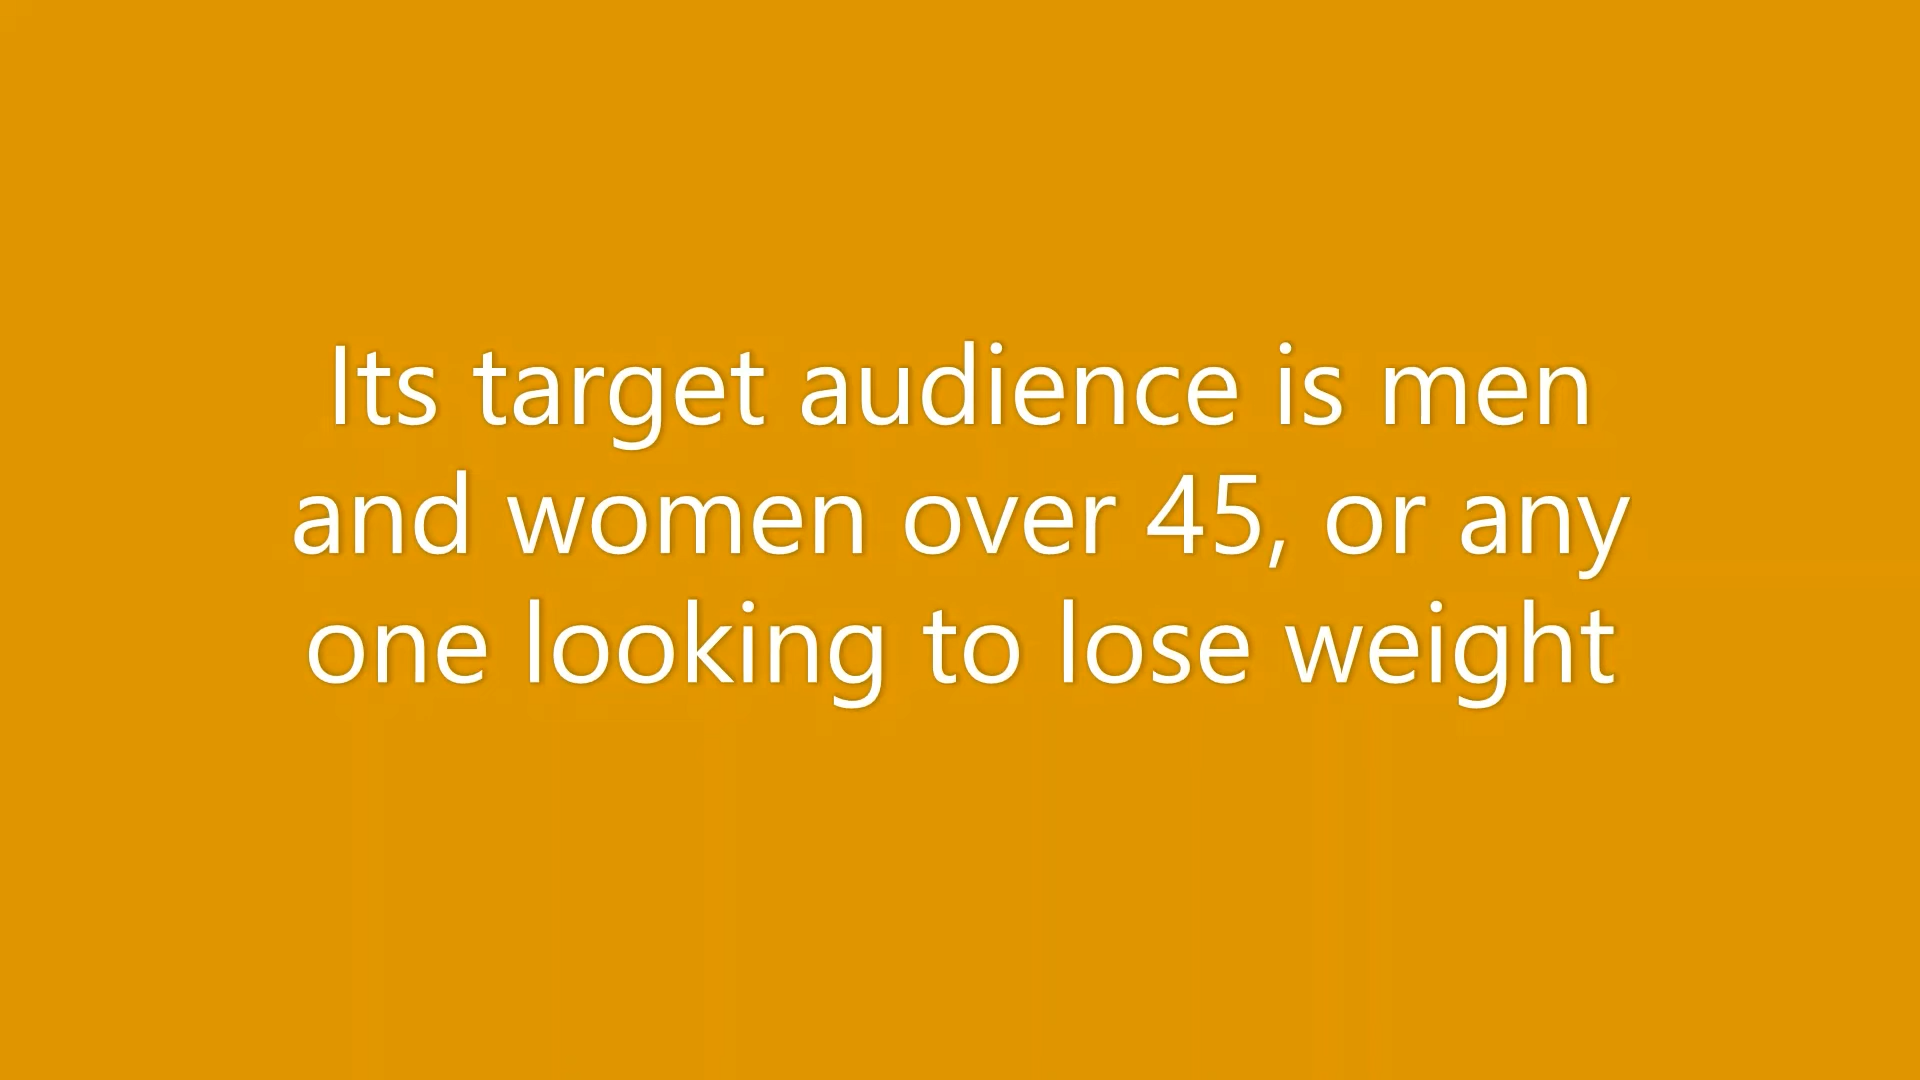 Its target audience is men
and women over 45, or any
one looking to lose weight